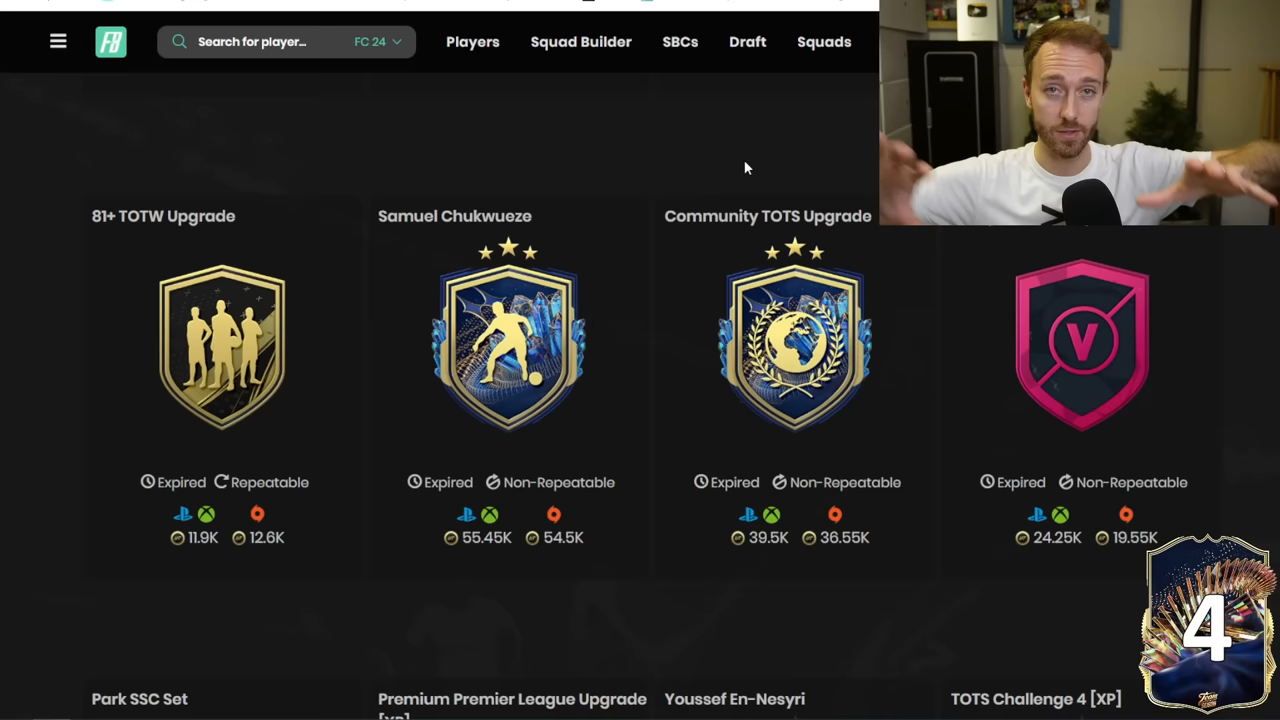 FB
Search for player...
FC 24
Players
Squad Builder
SBCs
Draft
Squads
81+ TOTW Upgrade
Samuel Chukwueze
Community TOTS Upgrade
V
Expired Repeatable
Expired Non-Repeatable
Expired Non-Repeatable
Expired Non-Repeatable
11.9K 12.6K
55.45K 54.5K
39.5K 36.55K
24.25K 19.55K
4
Park SSC Set
Premium Premier League Upgrade
[XP]
Youssef En-Nesyri
TOTS Challenge 4 [XP]